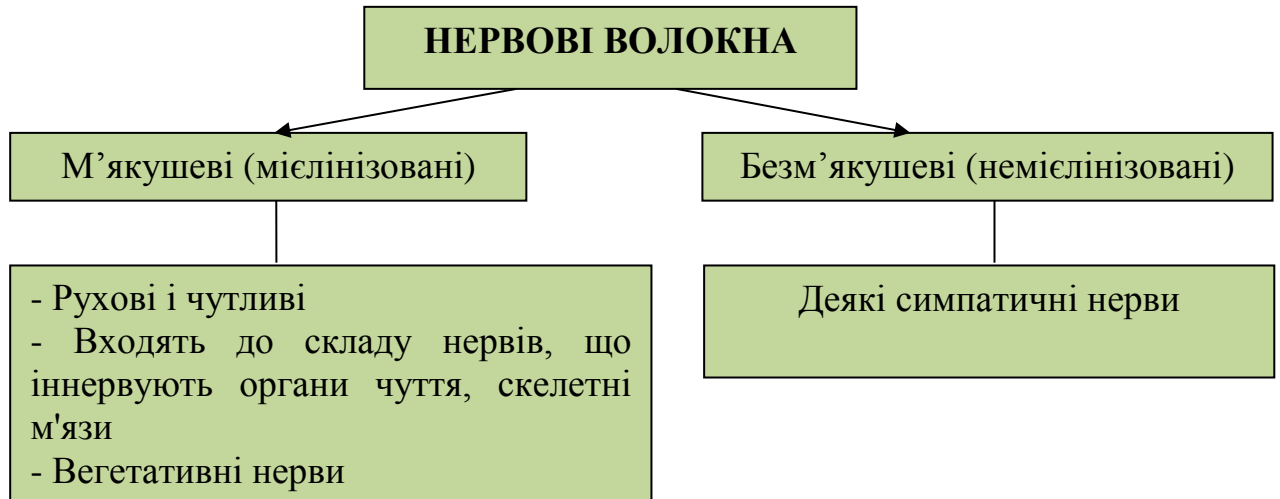 НЕРВОВІ ВОЛОКНА
М’якушеві (мієлінізовані)
Безм’якушеві (немієлінізовані)
- Рухові і чутливі
- Входять до складу нервів, що
іннервують органи чуття, скелетні
м'язи
- Вегетативні нерви
Деякі симпатичні нерви